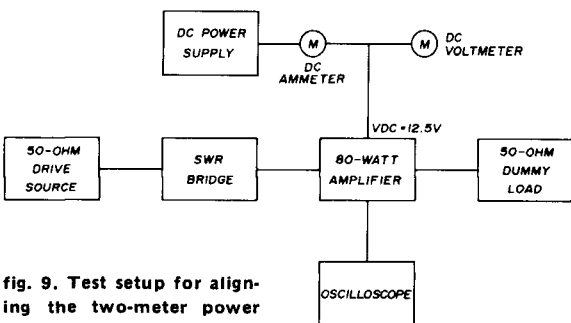 DC POWER
SUPPLY
M
DC
AMMETER
M
DC
VOLTMETER
VDC=12.5V
50-OHM
DRIVE
SOURCE
SWR
BRIDGE
80-WATT
AMPLIFIER
50-OHM
DUMMY
LOAD
OSCILLOSCOPE
fig. 9. Test setup for align-
ing the two-meter power